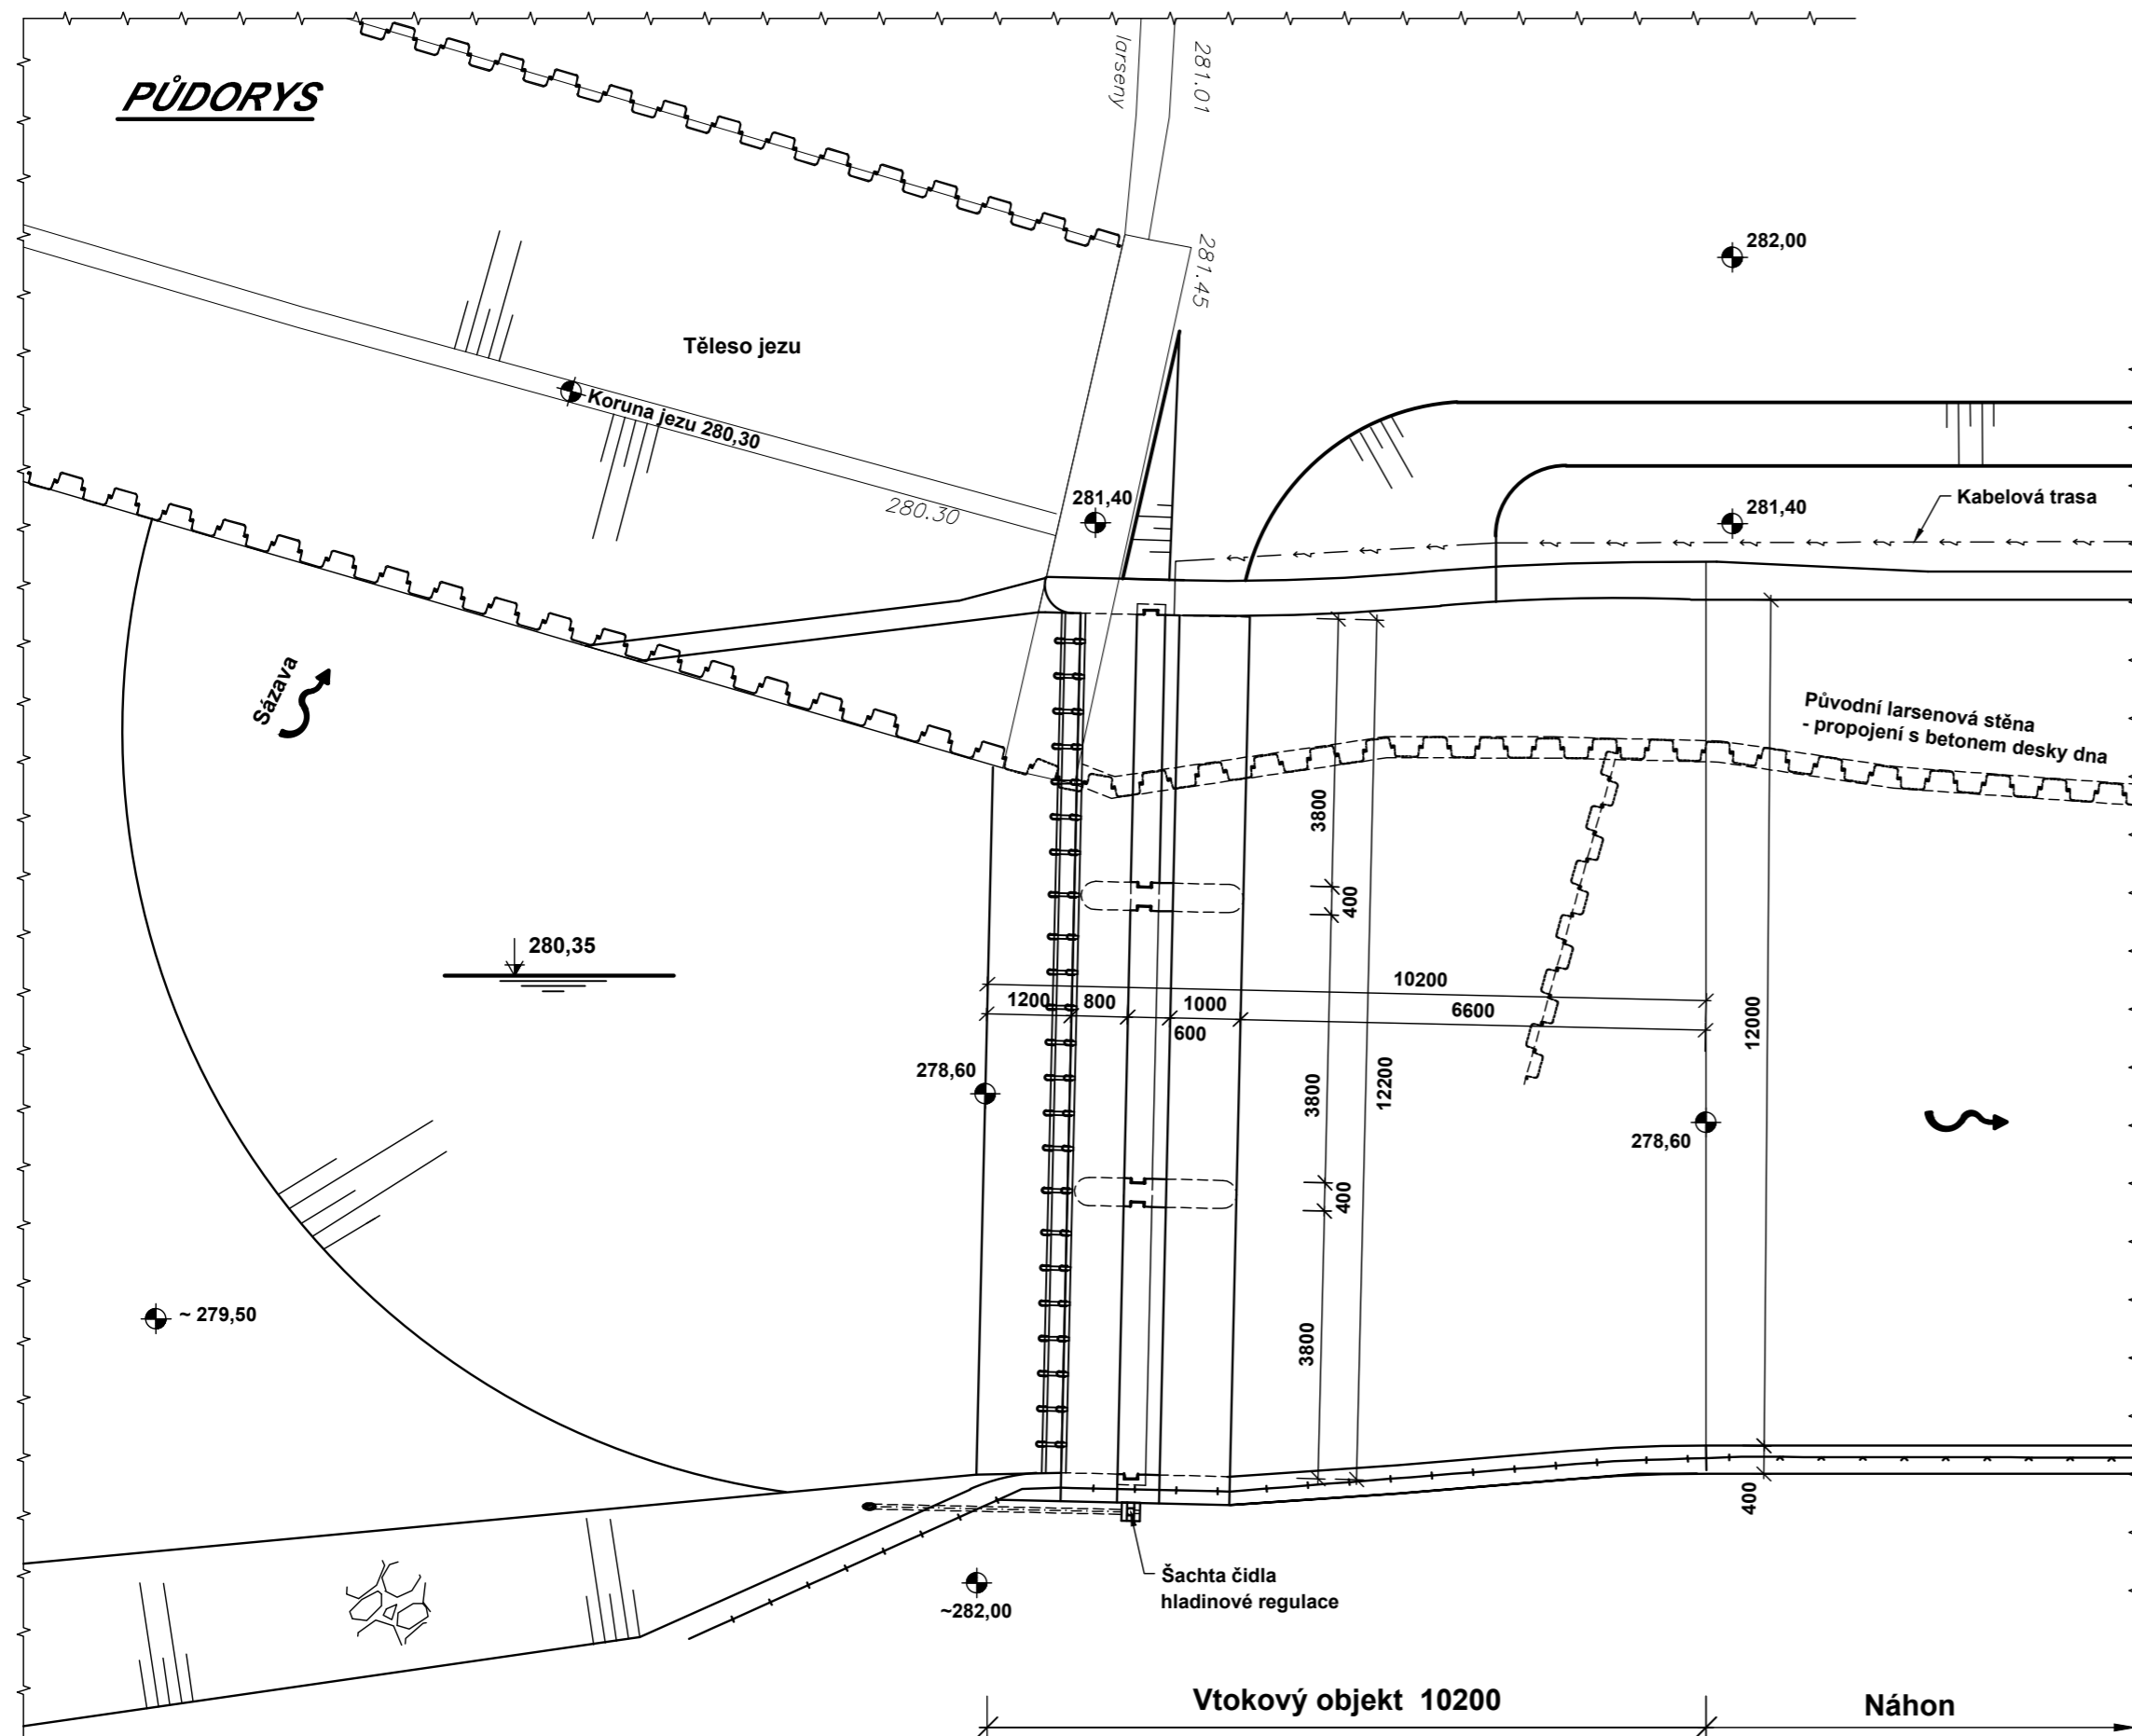 PŮDORYS
larseny
281.01
281.45
282,00
Těleso jezu
Koruna jezu 280,30
280.30
281,40
281,40
Kabelová trasa
Sázava
Původní larsenová stěna
- propojení s betonem desky dna
3800
400
280,35
10200
1200
800
1000
6600
600
12000
278,60
3800
12200
278,60
400
~ 279,50
3800
400
Šachta čidla
hladinové regulace
~282,00
Vtokový objekt 10200
Náhon